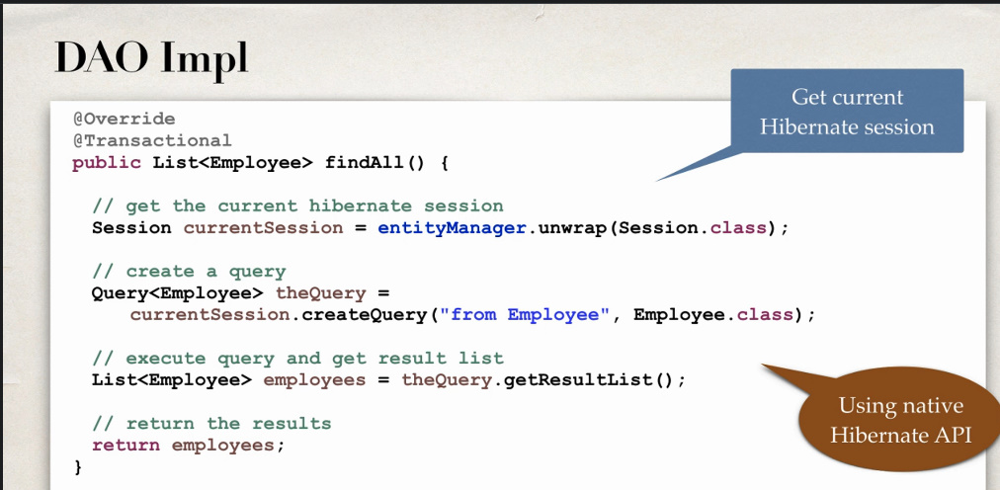 DAO Impl
Get current
Hibernate session
@Override
@Transactional
public List<Employee> findAll() {
// get the current hibernate session
Session currentSession = entityManager.unwrap(Session.class);
// create a query
Query<Employee> theQuery =
currentSession.createQuery("from Employee", Employee.class);
// execute query and get result list
List<Employee> employees = theQuery.getResultList();
Using native
Hibernate API
// return the results
return employees;
}